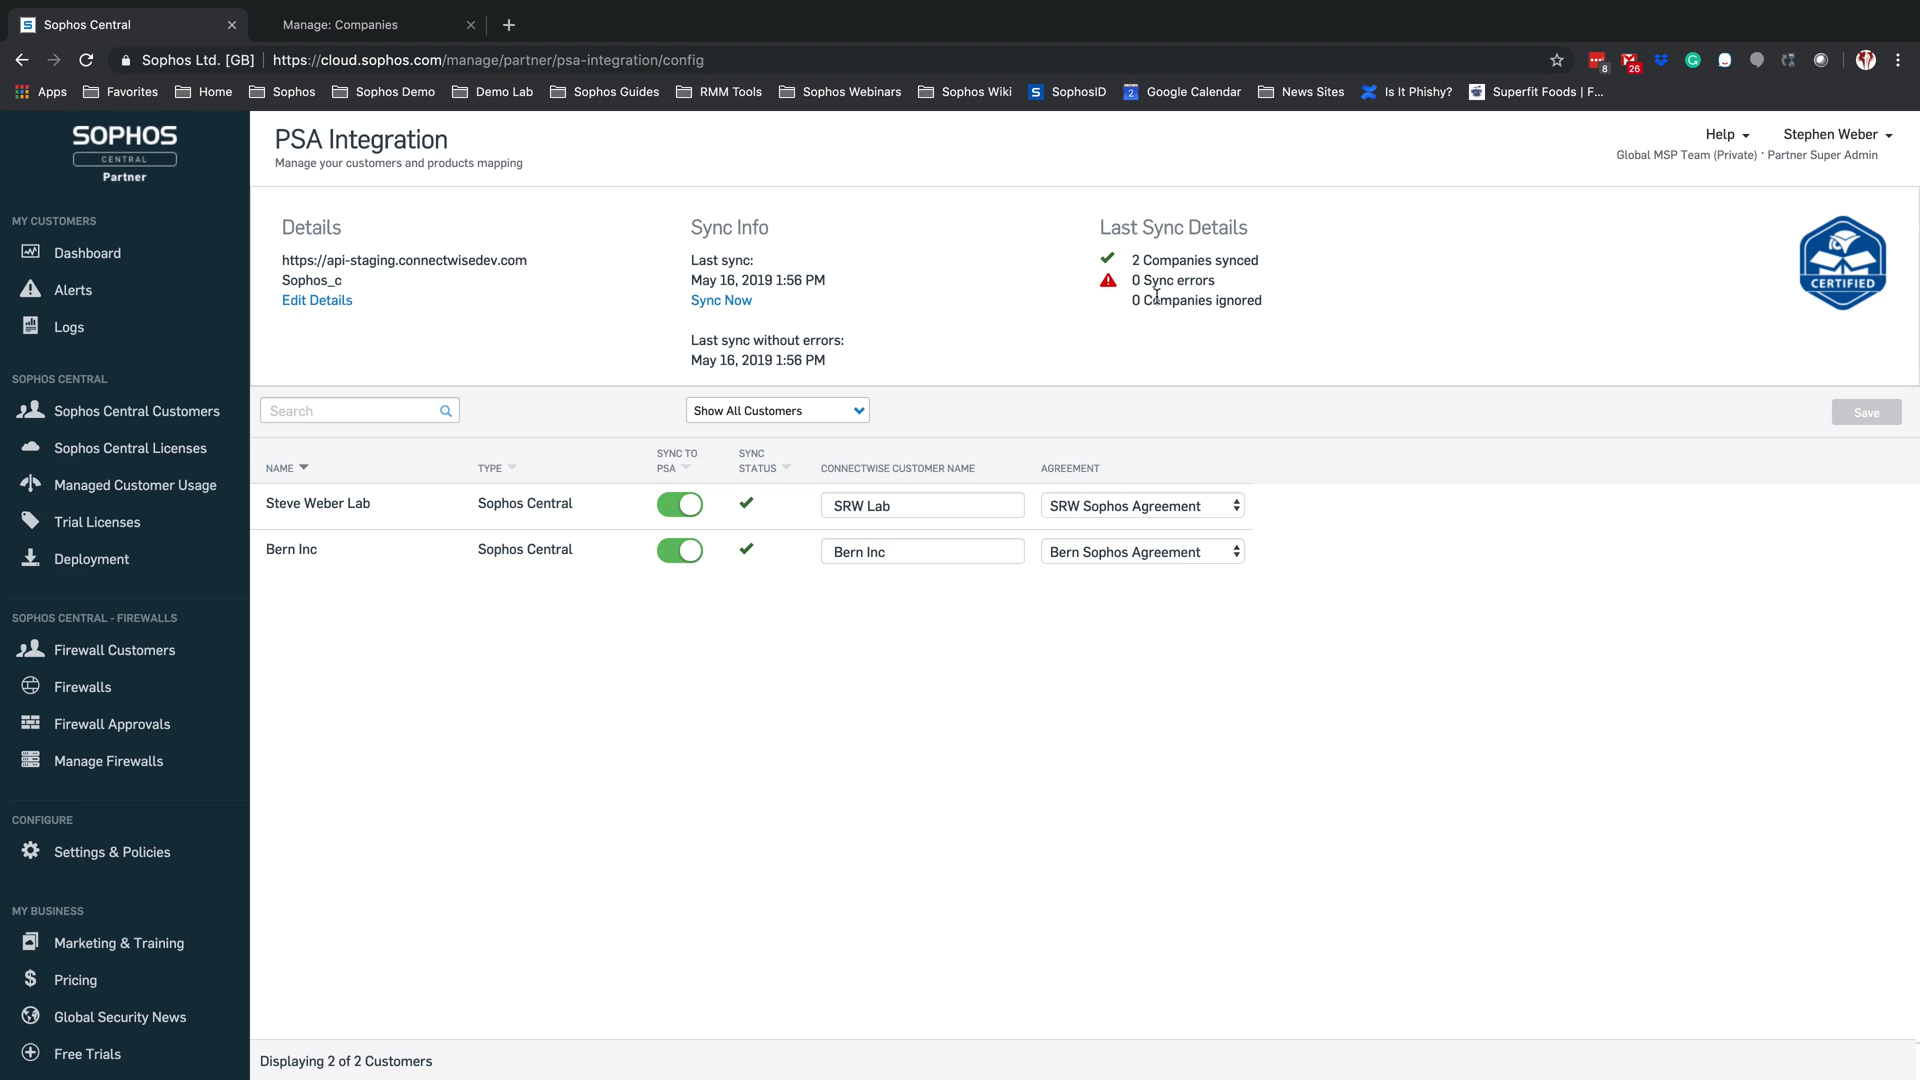 Sophos Central
Manage: Companies
Sophos Ltd. [GB]
https://cloud.sophos.com/manage/partner/psa-integration/config
8
26
Apps
Favorites
Home
Sophos
Sophos Demo
Demo Lab
Sophos Guides
RMM Tools
Sophos Webinars
Sophos Wiki
S SophosID
2 Google Calendar
News Sites
Is It Phishy?
Superfit Foods | F...
SOPHOS
CENTRAL
Partner
MY CUSTOMERS
Dashboard
Alerts
Logs
SOPHOS CENTRAL
Sophos Central Customers
Sophos Central Licenses
Managed Customer Usage
Trial Licenses
Deployment
SOPHOS CENTRAL - FIREWALLS
Firewall Customers
Firewalls
Firewall Approvals
Manage Firewalls
CONFIGURE
Settings & Policies
MY BUSINESS
Marketing & Training
Pricing
Global Security News
Free Trials
PSA Integration
Manage your customers and products mapping
Help
Stephen Weber
Global MSP Team (Private) · Partner Super Admin
Details
https://api-staging.connectwisedev.com
Sophos_c
Edit Details
Sync Info
Last sync:
May 16, 2019 1:56 PM
Sync Now
Last sync without errors:
May 16, 2019 1:56 PM
Last Sync Details
2 Companies synced
0 Sync errors
0 Companies ignored
CERTIFIED
Search
Show All Customers
Save
NAME
TYPE
SYNC TO PSA
SYNC STATUS
CONNECTWISE CUSTOMER NAME
AGREEMENT
Steve Weber Lab
Sophos Central
SRW Lab
SRW Sophos Agreement
Bern Inc
Sophos Central
Bern Inc
Bern Sophos Agreement
Displaying 2 of 2 Customers